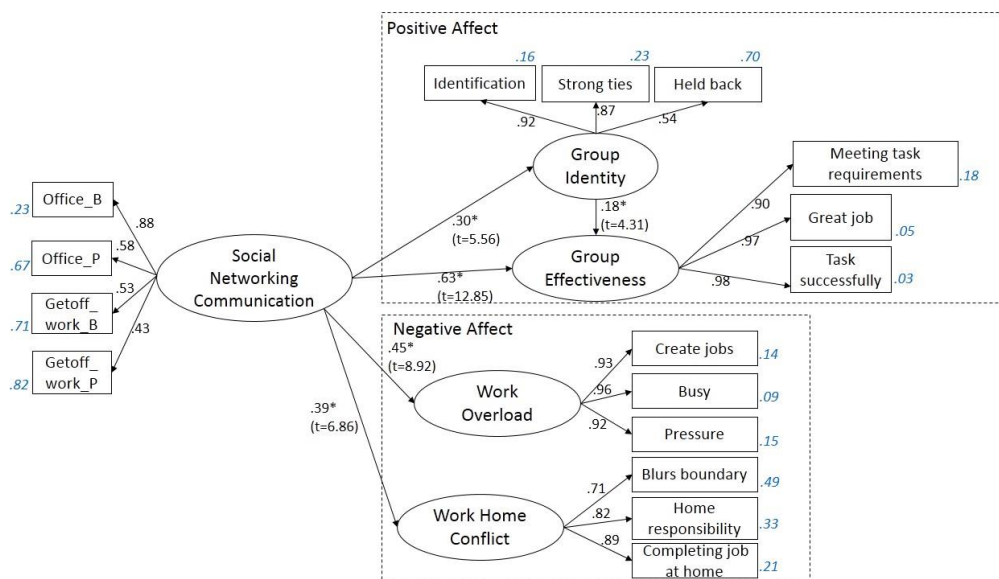 Positive Affect
.16
.23
.70
Identification
Strong ties
Held back
.92
.87
.54
Group
Identity
Meeting task
requirements
.18
.90
Great job
.05
.97
Task
successfully
.03
.98
.18*
(t=4.31)
Group
Effectiveness
.30*
(t=5.56)
.63*
(t=12.85)
Office_B
.23
.88
Office_P
.67
.58
Getoff_
work_B
.71
.53
Getoff_
work_P
.82
.43
Social
Networking
Communication
Negative Affect
.45*
(t=8.92)
.39*
(t=6.86)
Work
Overload
.93
Create jobs
.14
.96
Busy
.09
.92
Pressure
.15
Work Home
Conflict
.71
Blurs boundary
.49
.82
Home
responsibility
.33
.89
Completing job
at home
.21